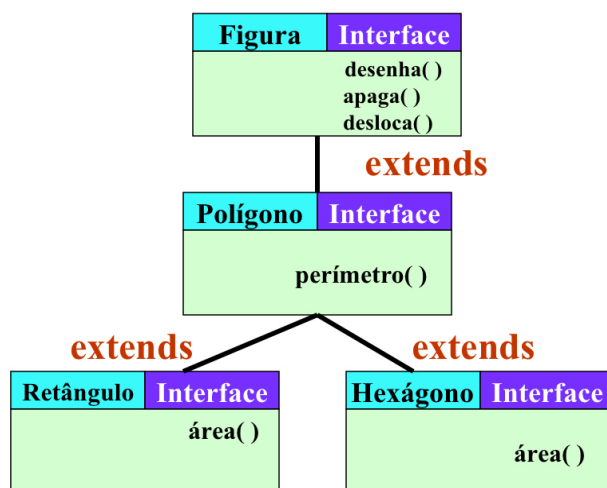 Figura Interface
desenha( )
apaga( )
desloca( )
extends
Polígono Interface
perímetro( )
extends extends
Retângulo Interface Hexágono Interface
área( )
área( )